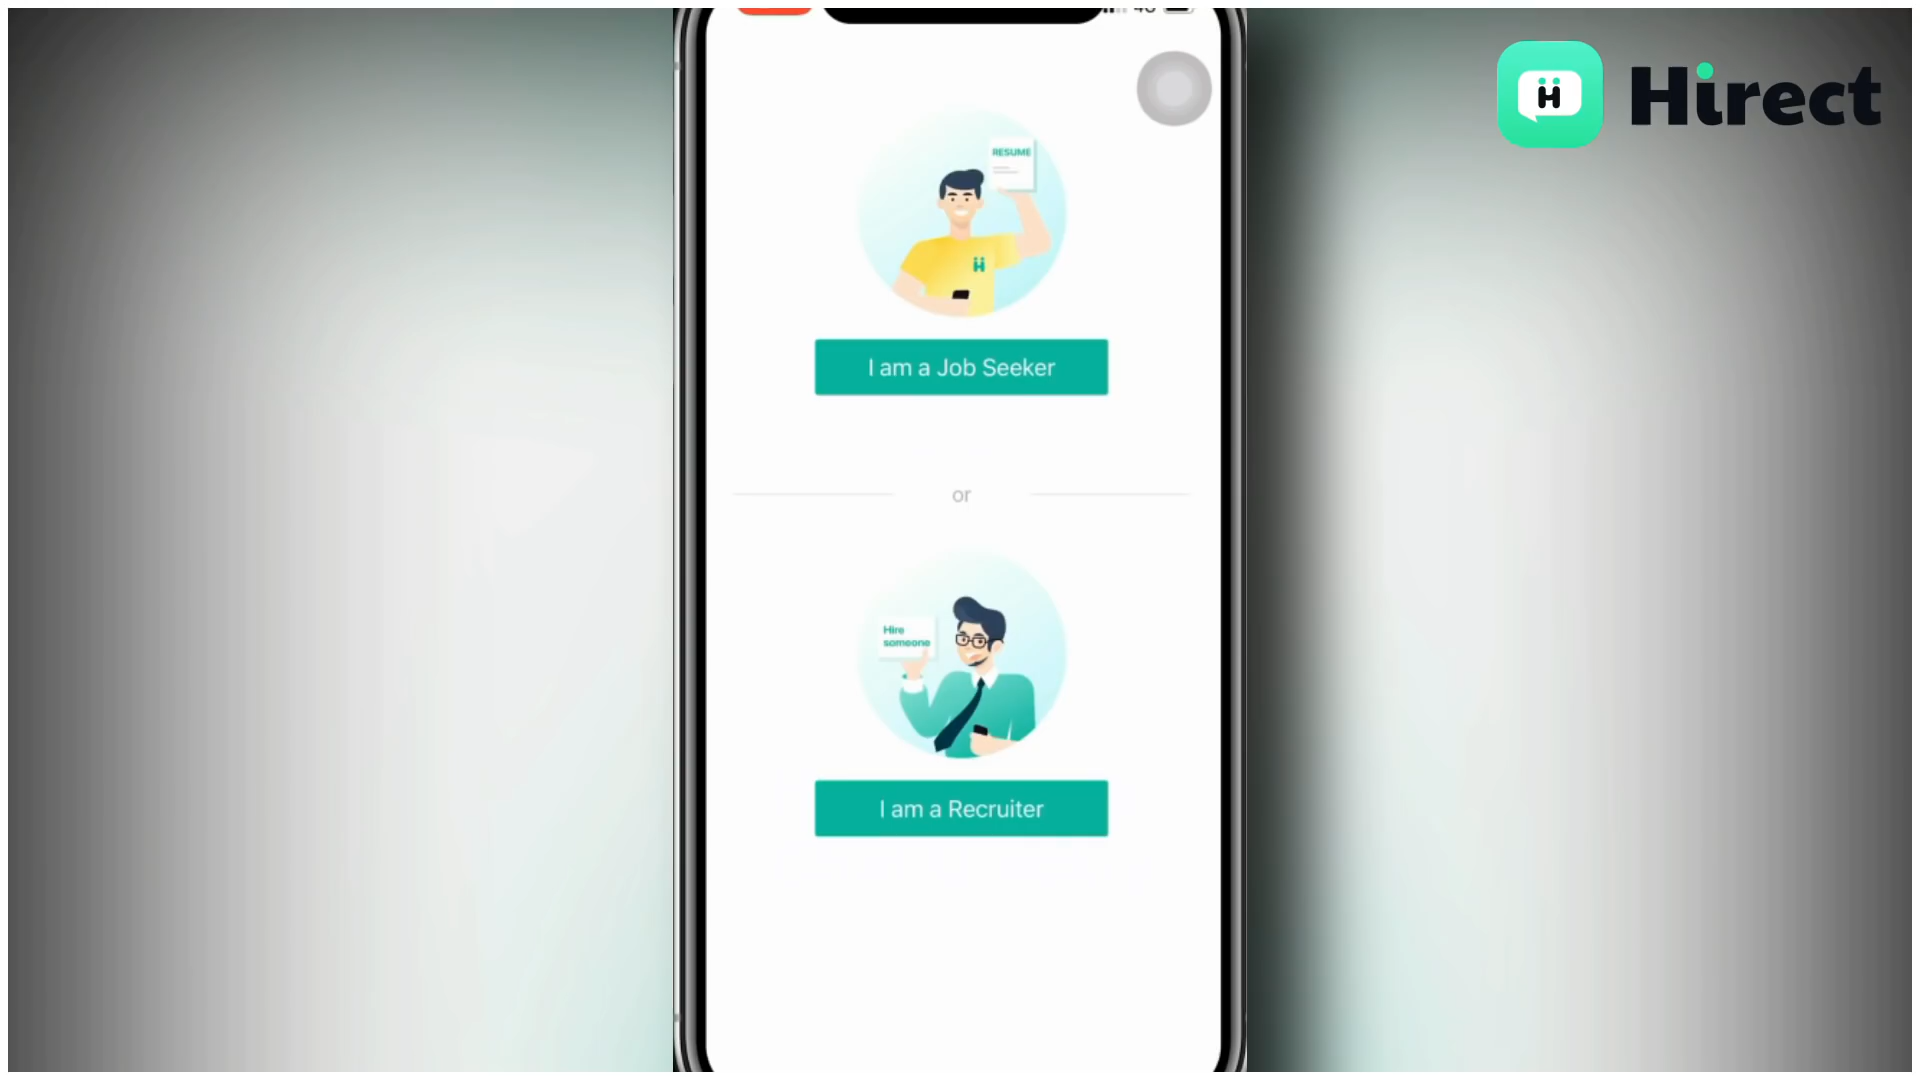 Hirect
RESUME
I am a Job Seeker
or
Hire
someone
I am a Recruiter